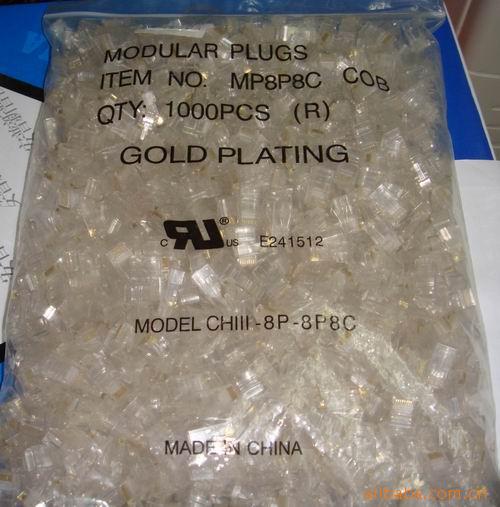 MODULAR PLUGS
ITEM NO: MP8P8C COB
QTY: 1000PCS (R)
GOLD PLATING
c RU ® US E241512
MODEL CHIII-8P-8P8C
MADE IN CHINA
alibaba.com.cn